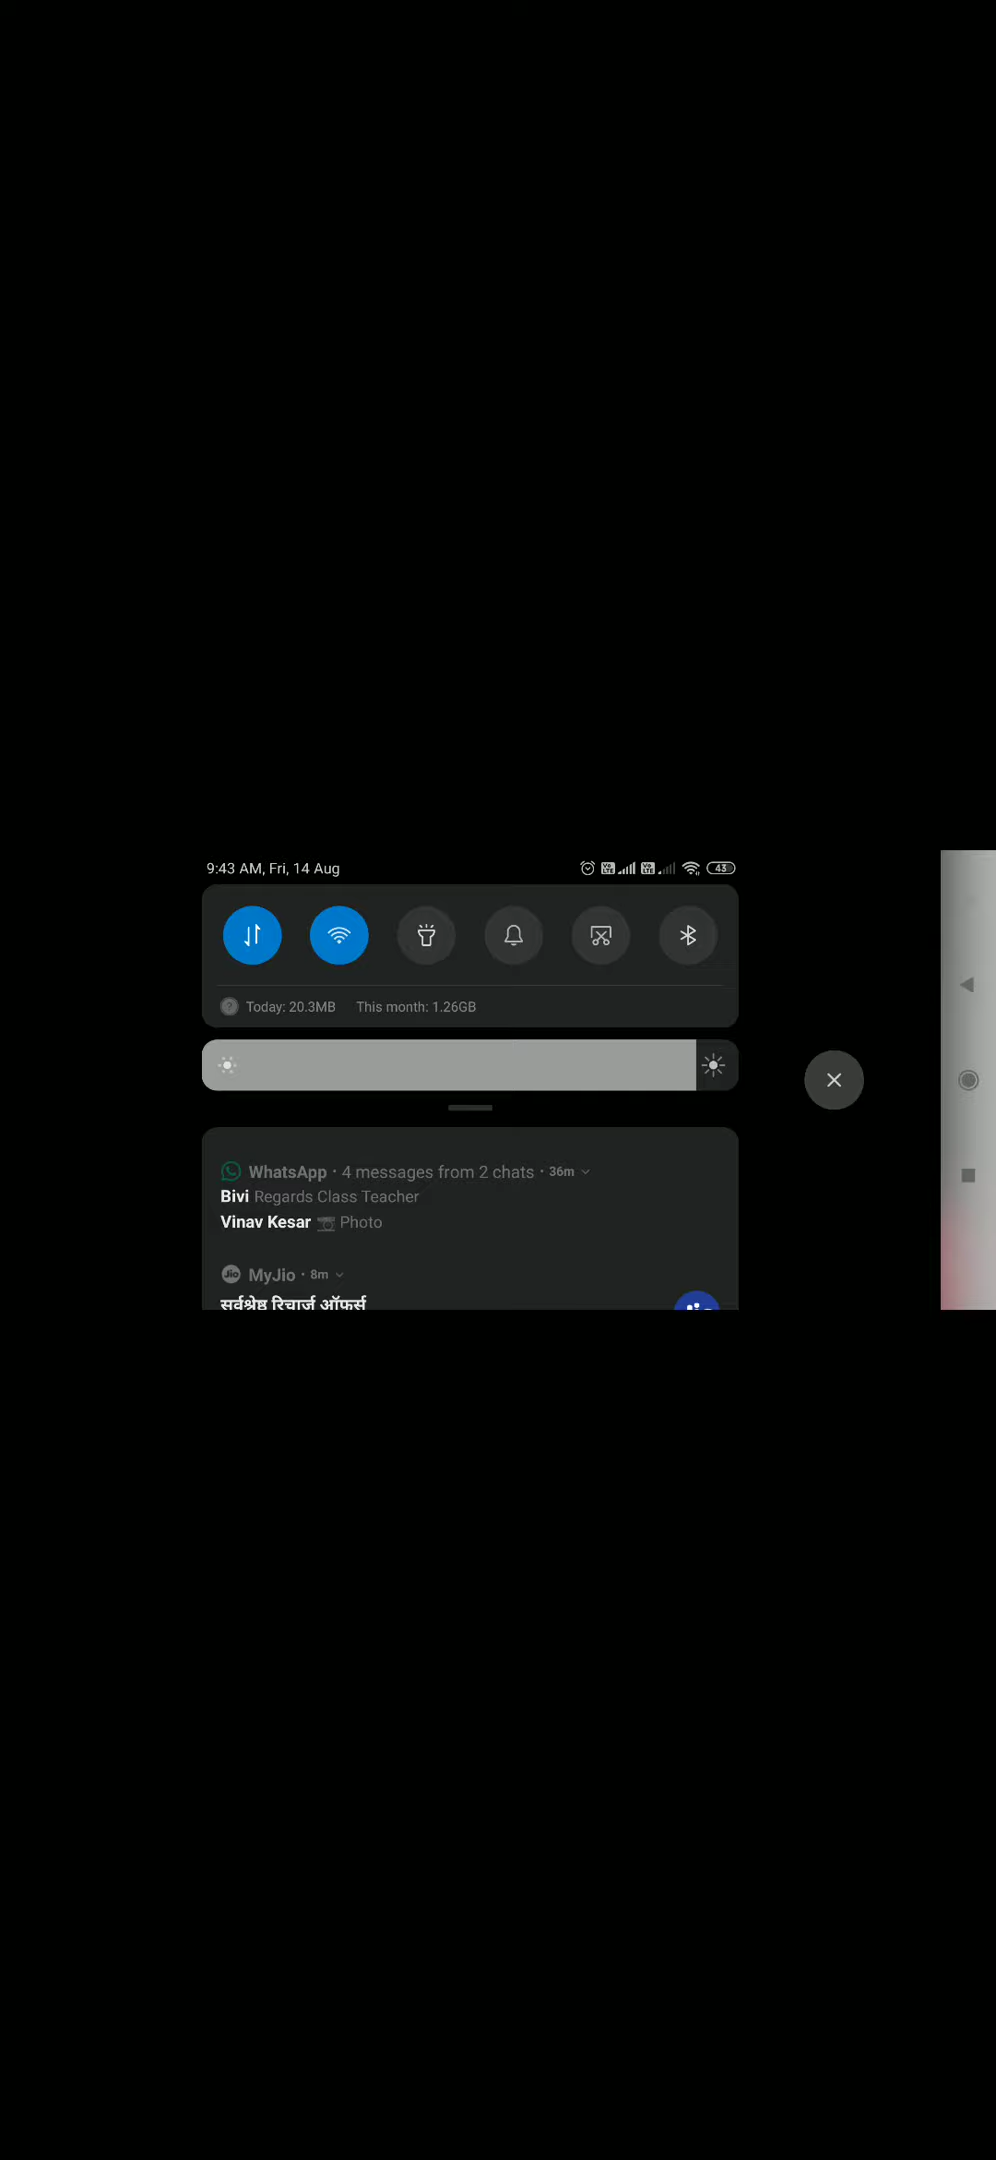 9:43 AM, Fri, 14 Aug
43
Today: 20.3MB This month: 1.26GB
WhatsApp · 4 messages from 2 chats · 36m
Bivi Regards Class Teacher
Vinav Kesar Photo
Jio MyJio · 8m
सर्वश्रेष्ठ रिचार्ज ऑफर्स